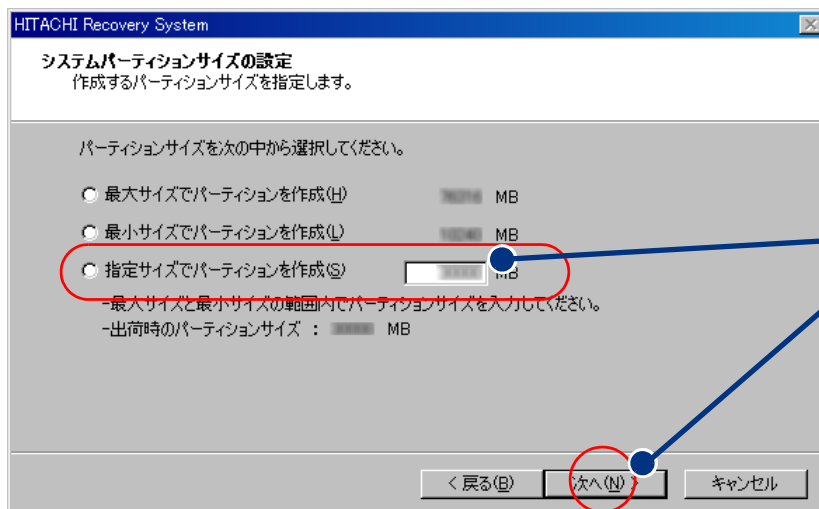 HITACHI Recovery System
システムパーティションサイズの設定
作成するパーティションサイズを指定します。
パーティションサイズを次の中から選択してください。
最大サイズでパーティションを作成(H) MB
最小サイズでパーティションを作成(L) MB
指定サイズでパーティションを作成(S) MB
-最大サイズと最小サイズの範囲内でパーティションサイズを入力してください。
-出荷時のパーティションサイズ : MB
< 戻る(B) 次へ(N) > キャンセル